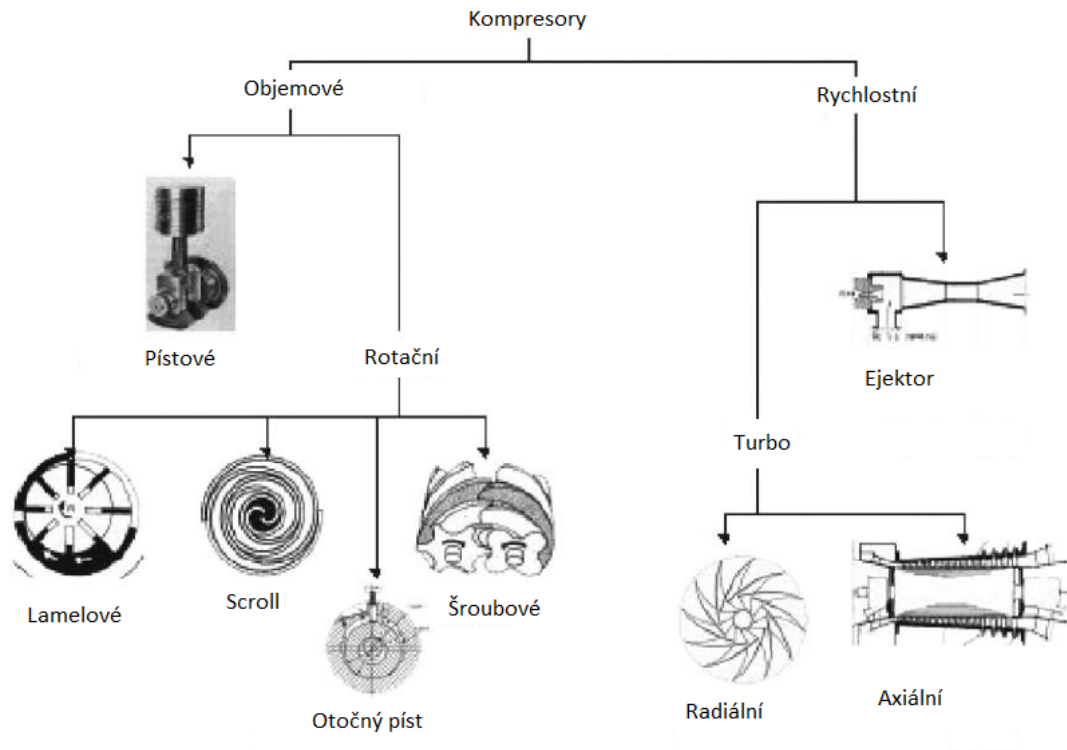 Kompresory
Objemové
Rychlostní
Pístové
Rotační
Ejektor
Turbo
Lamelové
Scroll
Šroubové
Otočný píst
Radiální
Axiální